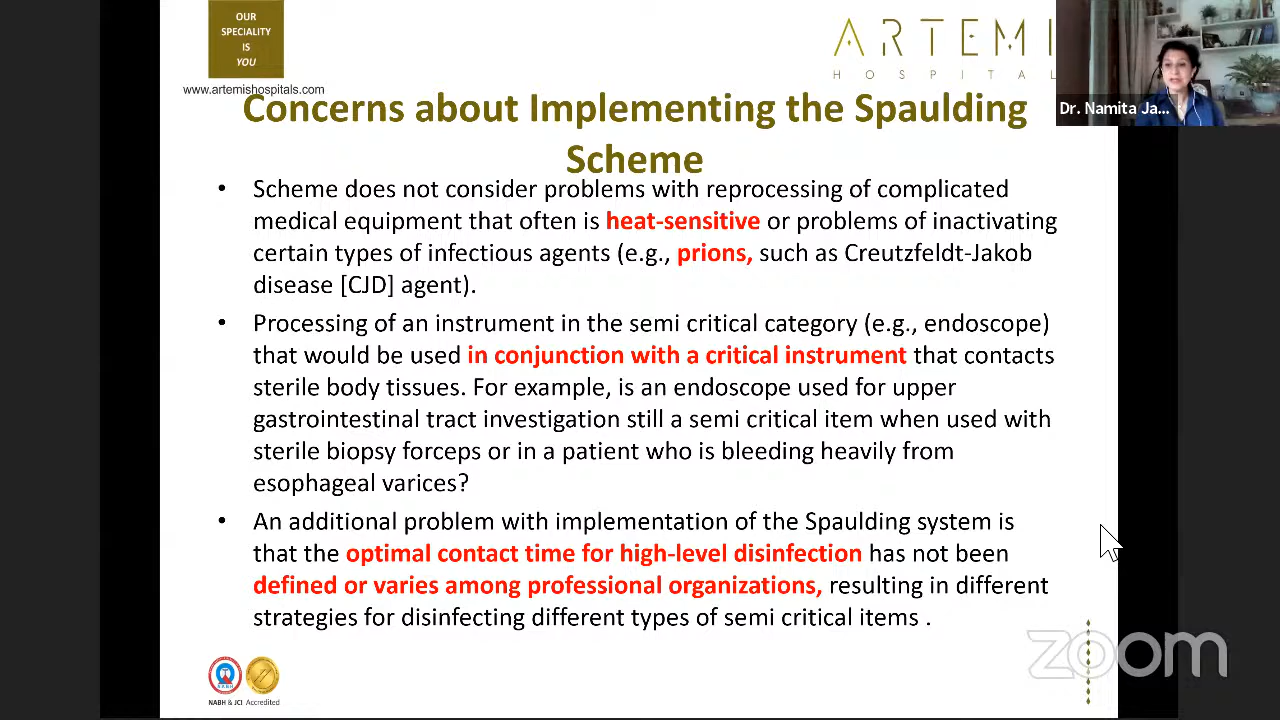 OUR
SPECIALITY
IS
YOU
www.artemishospitals.com
ARTEMI
HOSPITAL
Dr. Namita Ja...
Concerns about Implementing the Spaulding
Scheme
• Scheme does not consider problems with reprocessing of complicated
medical equipment that often is heat-sensitive or problems of inactivating
certain types of infectious agents (e.g., prions, such as Creutzfeldt-Jakob
disease [CJD] agent).
• Processing of an instrument in the semi critical category (e.g., endoscope)
that would be used in conjunction with a critical instrument that contacts
sterile body tissues. For example, is an endoscope used for upper
gastrointestinal tract investigation still a semi critical item when used with
sterile biopsy forceps or in a patient who is bleeding heavily from
esophageal varices?
• An additional problem with implementation of the Spaulding system is
that the optimal contact time for high-level disinfection has not been
defined or varies among professional organizations, resulting in different
strategies for disinfecting different types of semi critical items .
zoom
NABH & JCI Accredited